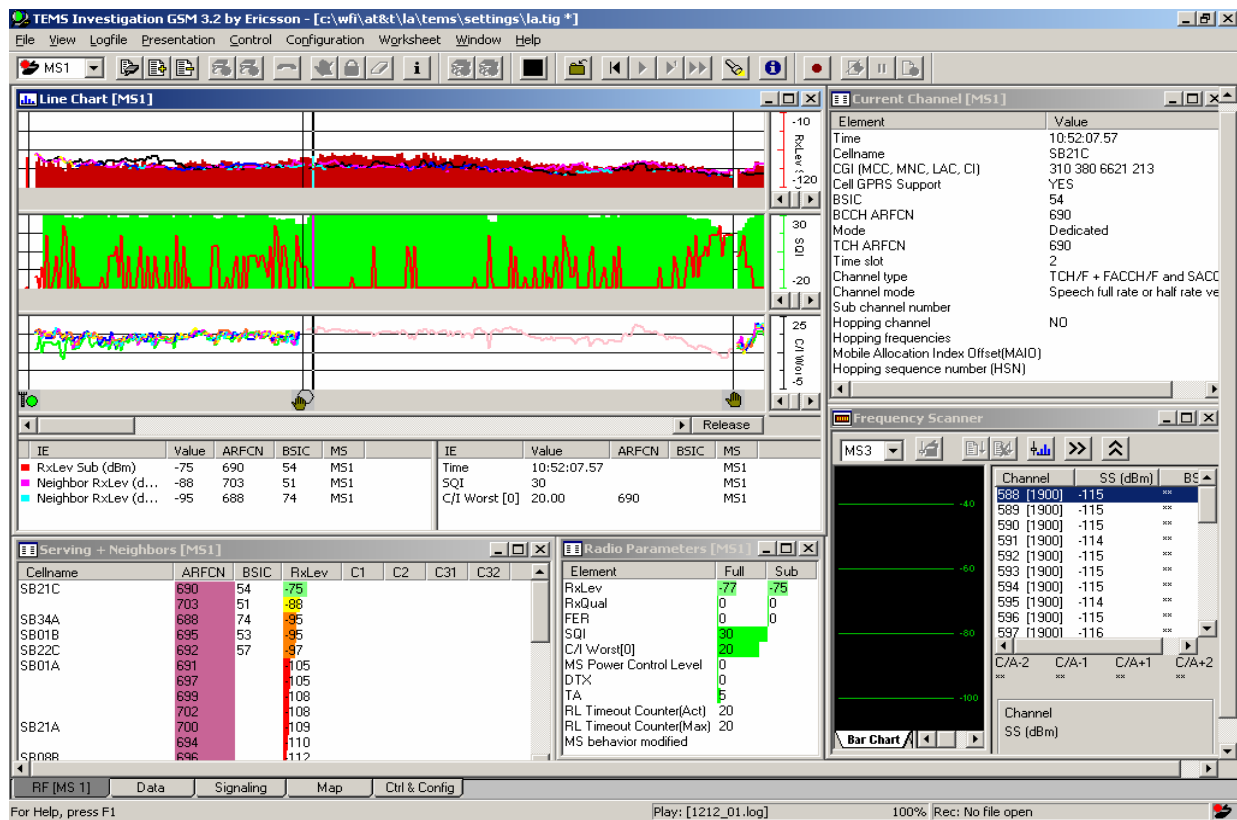 TEMS Investigation GSM 3.2 by Ericsson - [c:\wfi\at&t\la\tems\settings\la.tig *]
File View Logfile Presentation Control Configuration Worksheet Window Help
MS1
Line Chart [MS1]
-10
RxLev S
-120
30
SQI
-20
25
C/I Worst
-5
Release
IE Value ARFCN BSIC MS
RxLev Sub (dBm) -75 690 54 MS1
Neighbor RxLev (d... -88 703 51 MS1
Neighbor RxLev (d... -95 688 74 MS1
IE Value ARFCN BSIC MS
Time 10:52:07.57 MS1
SQI 30 MS1
C/I Worst [0] 20.00 690 MS1
Current Channel [MS1]
Element Value
Time 10:52:07.57
Cellname SB21C
CGI (MCC, MNC, LAC, CI) 310 380 6621 213
Cell GPRS Support YES
BSIC 54
BCCH ARFCN 690
Mode Dedicated
TCH ARFCN 690
Time slot 2
Channel type TCH/F + FACCH/F and SACC
Channel mode Speech full rate or half rate ve
Sub channel number
Hopping channel NO
Hopping frequencies
Mobile Allocation Index Offset(MAIO)
Hopping sequence number (HSN)
Serving + Neighbors [MS1]
Cellname ARFCN BSIC RxLev C1 C2 C31 C32
SB21C 690 54 -75
703 51 -88
SB34A 688 74 -95
SB01B 695 53 -95
SB22C 692 57 -97
SB01A 691 -105
697 -105
699 -108
702 -108
SB21A 700 -109
694 -110
SB08B 696 -112
Radio Parameters [MS1]
Element Full Sub
RxLev -77 -75
RxQual 0 0
FER 0 0
SQI 30
C/I Worst[0] 20
MS Power Control Level 0
DTX 0
TA 5
RL Timeout Counter(Act) 20
RL Timeout Counter(Max) 20
MS behavior modified
Frequency Scanner
MS3
-40
-60
-80
-100
Bar Chart
Channel SS (dBm) BS
588 [1900] -115 **
589 [1900] -115 **
590 [1900] -115 **
591 [1900] -114 **
592 [1900] -115 **
593 [1900] -115 **
594 [1900] -115 **
595 [1900] -114 **
596 [1900] -115 **
597 [1900] -116 **
C/A-2 C/A-1 C/A+1 C/A+2
** ** ** **
Channel
SS (dBm)
RF [MS 1] Data Signaling Map Ctrl & Config
For Help, press F1 Play: [1212_01.log] 100% Rec: No file open